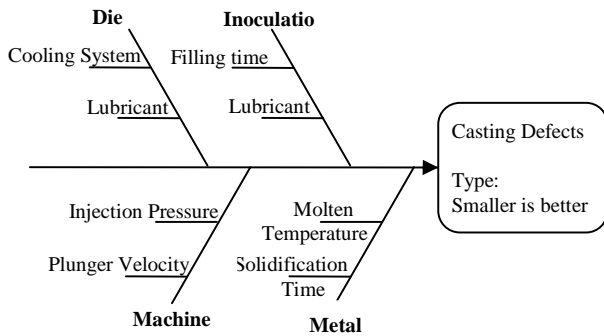 Die
Inoculatio
Cooling System
Filling time
Lubricant
Lubricant
Casting Defects
Type:
Smaller is better
Injection Pressure
Molten
Temperature
Plunger Velocity
Solidification
Time
Machine
Metal